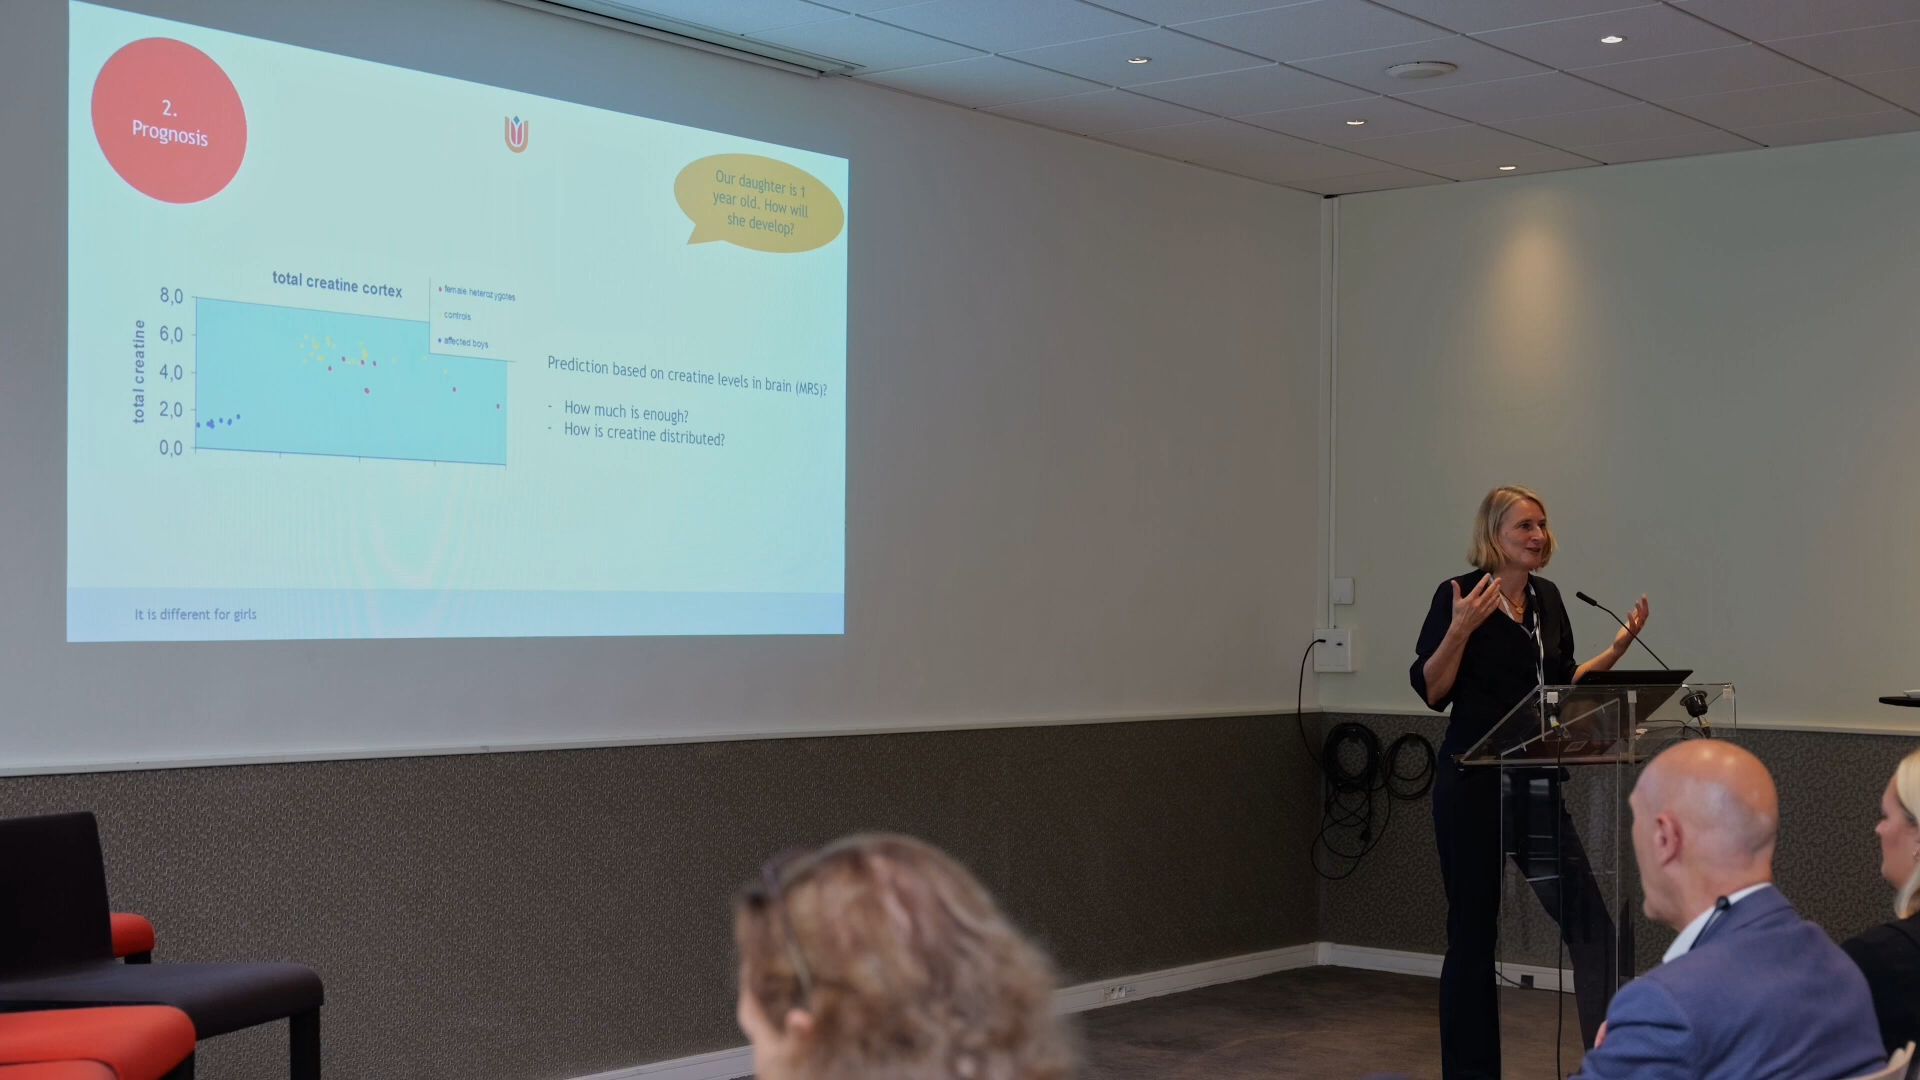 2.
Prognosis
Our daughter is 1
year old. How will
she develop?
total creatine cortex
female heterozygotes
controls
affected boys
total creatine
8,0
6,0
4,0
2,0
0,0
Prediction based on creatine levels in brain (MRS)?
- How much is enough?
- How is creatine distributed?
It is different for girls